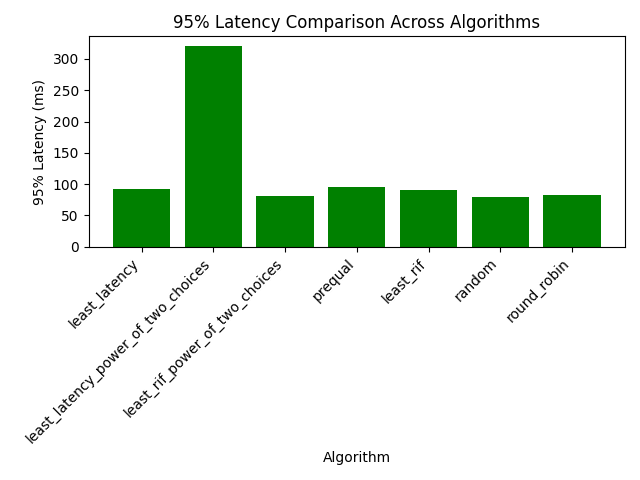 95% Latency Comparison Across Algorithms
300
250
200
150
100
50
0
95% Latency (ms)
least_latency
least_latency_power_of_two_choices
least_rif_power_of_two_choices
prequal
least_rif
random
round_robin
Algorithm